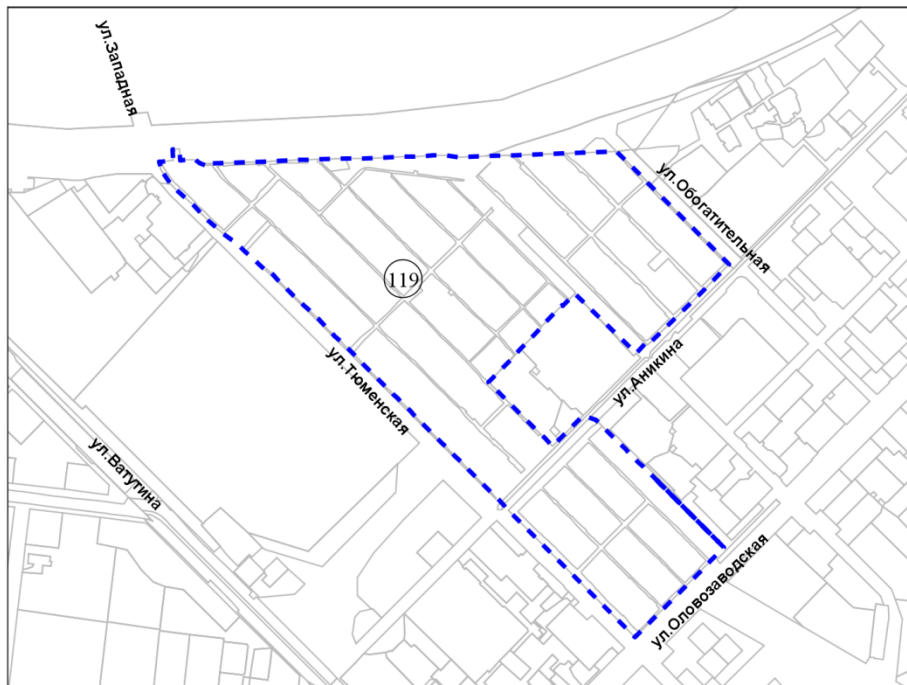 ул.Западная
ул.Обогатительная
119
ул.Аникина
ул.Тюменская
ул.Ватутина
ул.Оловозаводская